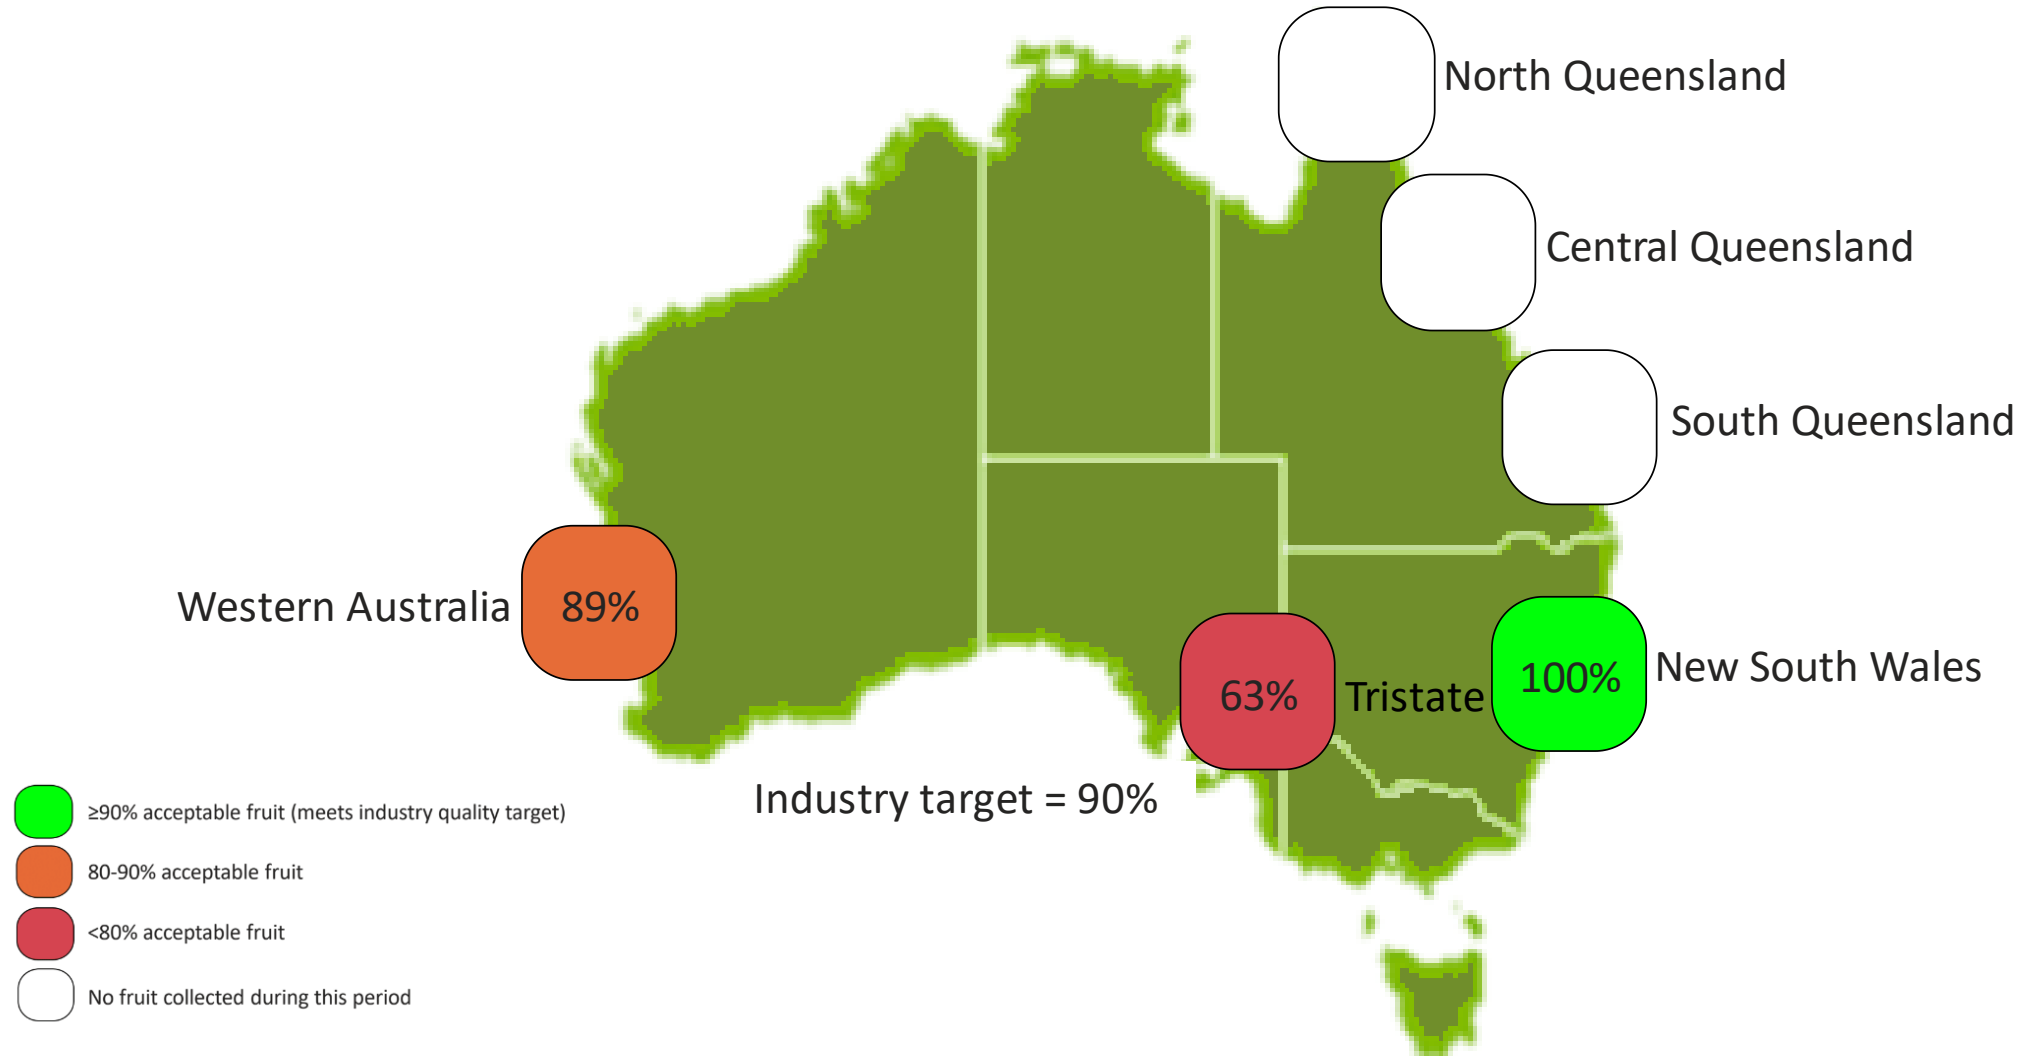 North Queensland
Central Queensland
South Queensland
Western Australia
89%
63%
Tristate
100%
New South Wales
Industry target = 90%
≥90% acceptable fruit (meets industry quality target)
80-90% acceptable fruit
<80% acceptable fruit
No fruit collected during this period